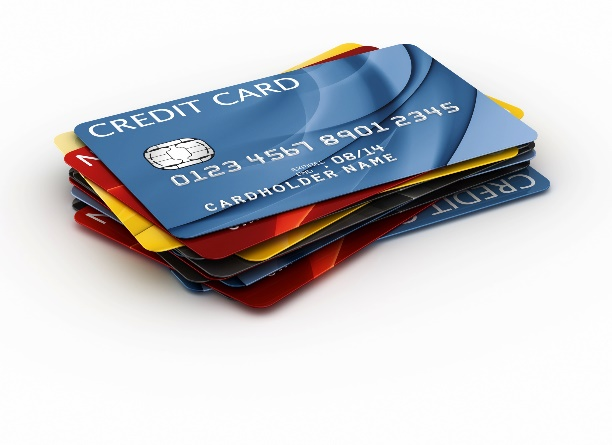 CREDIT CARD
0123 4567 8901 2345
08/14
CARDHOLDER NAME
CREDIT C